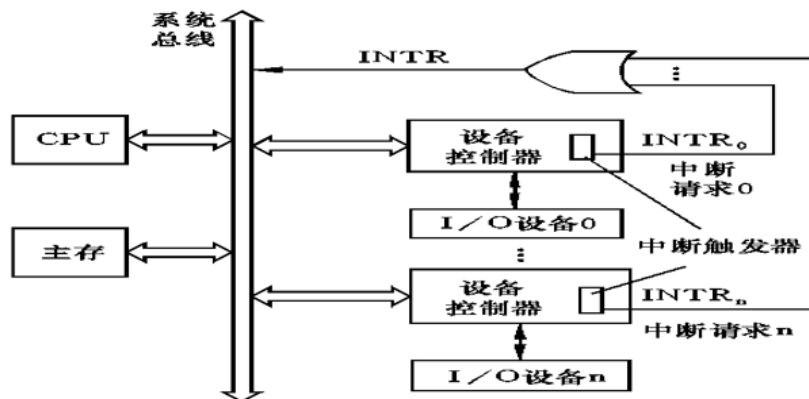 系统
总线
INTR
⋮
CPU
设备
控制器
INTR₀
中断
请求0
I/O设备0
主存
⋮
中断触发器
设备
控制器
INTRₙ
中断请求n
I/O设备n